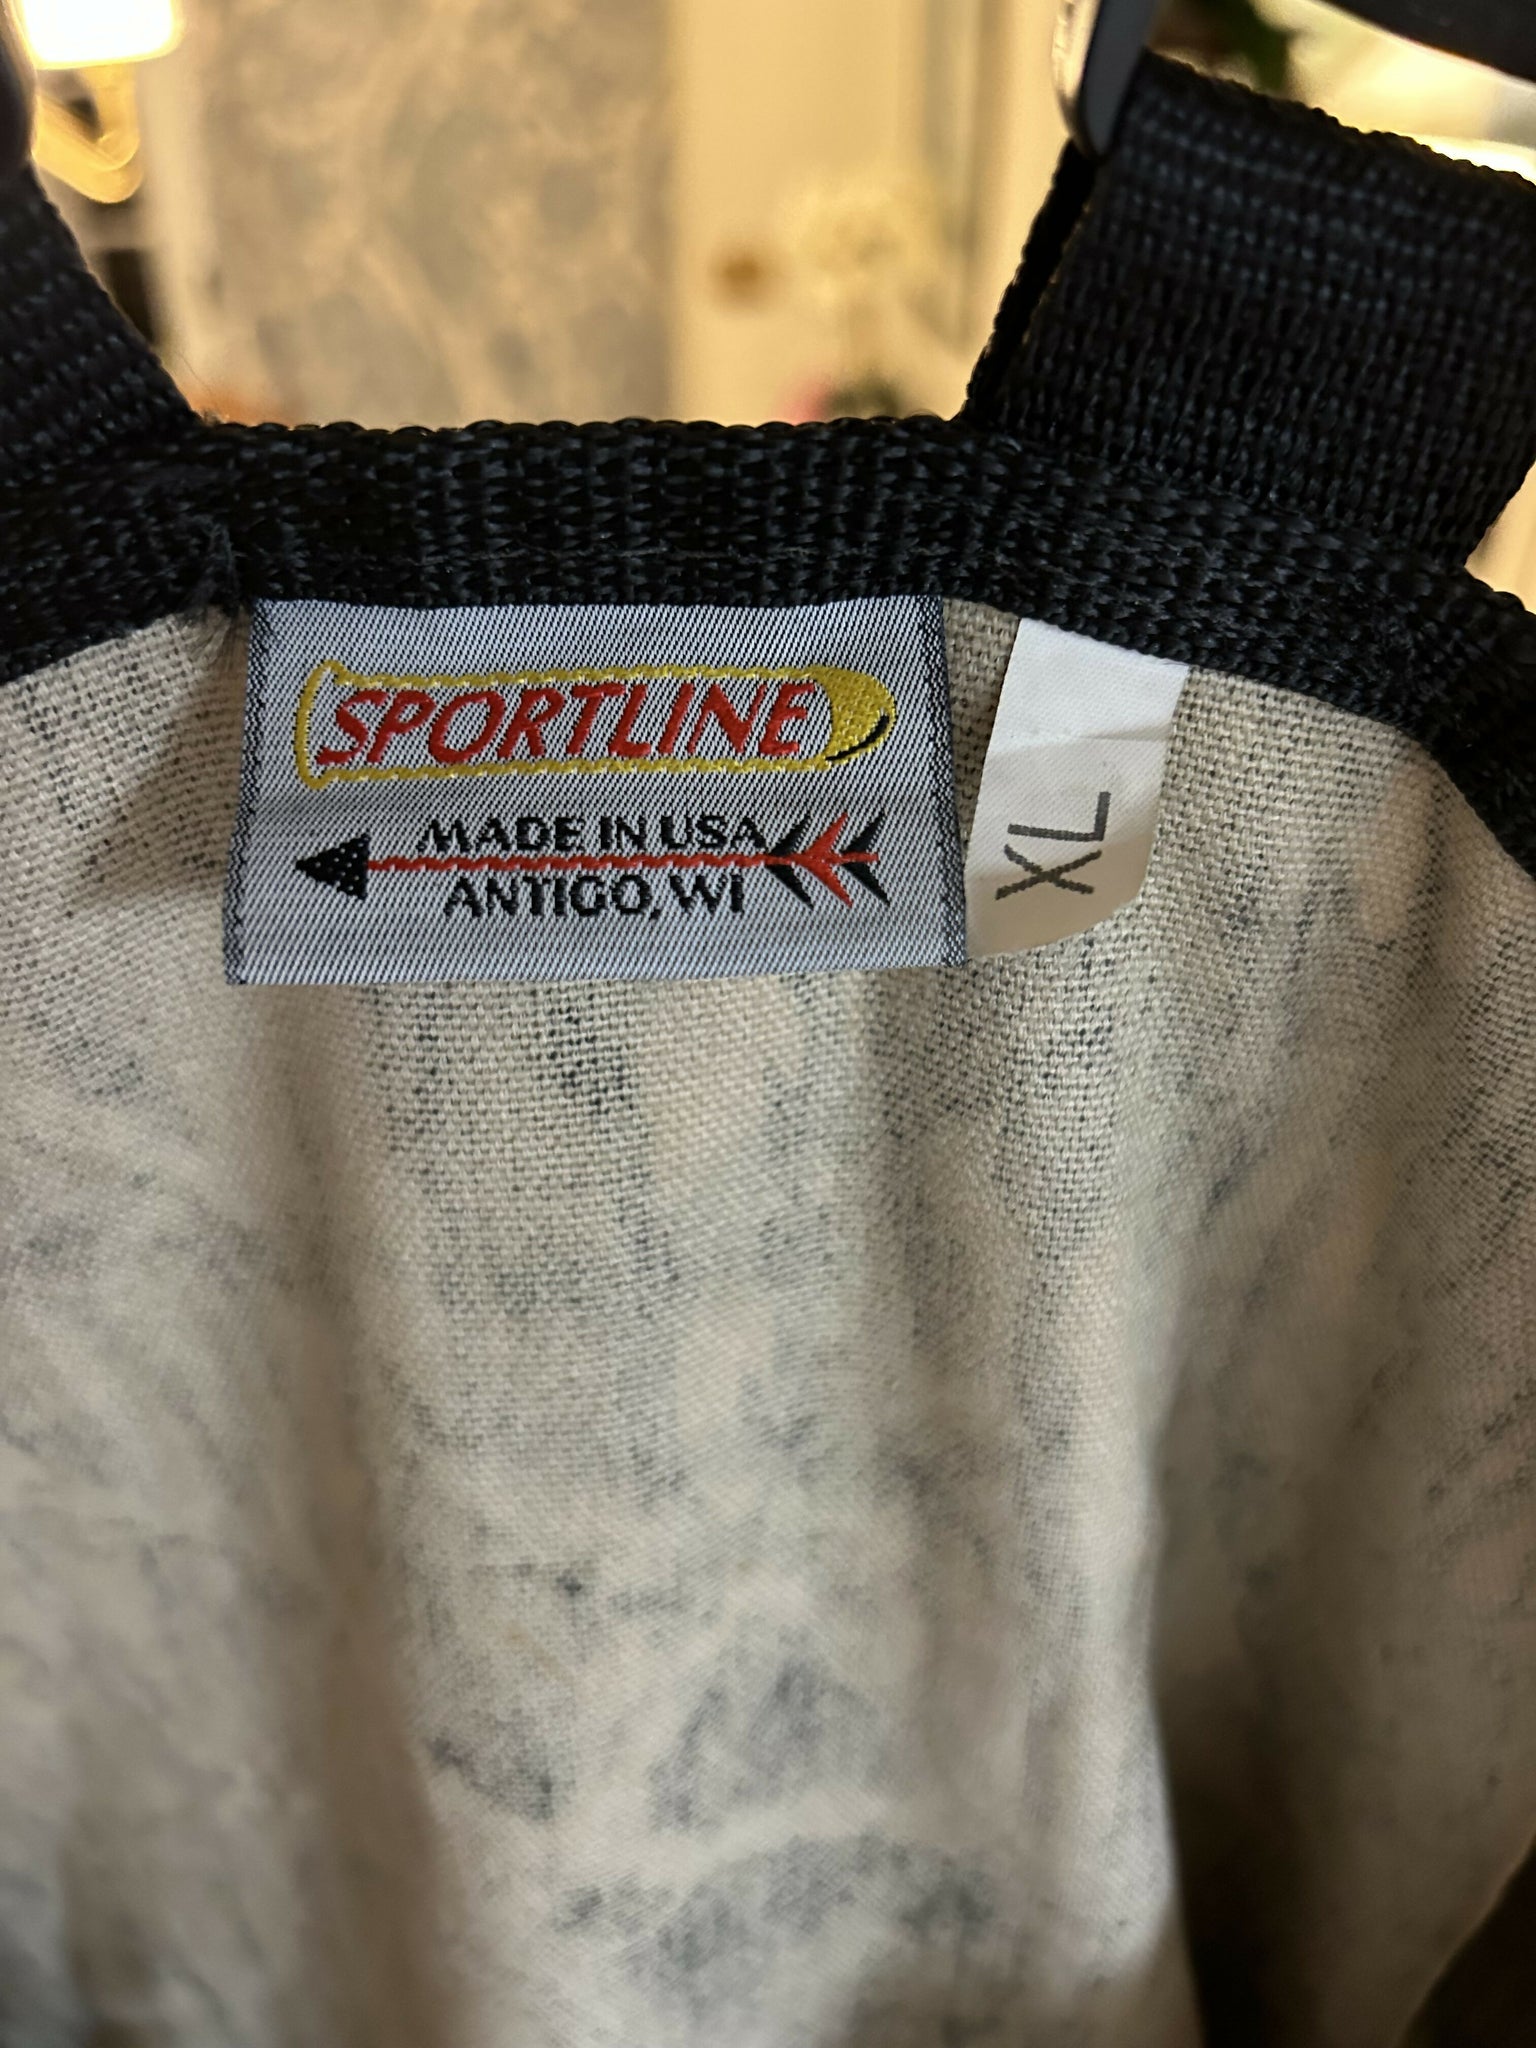 SPORTLINE
MADE IN USA
ANTIGO, WI
XL